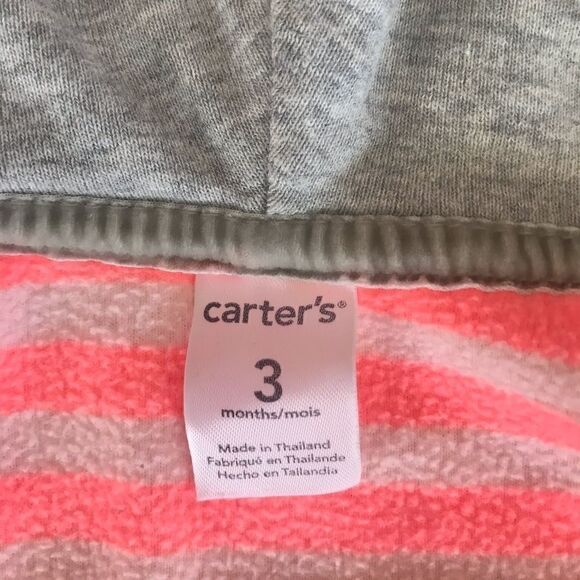 carter's®
3
months/mois
Made in Thailand
Fabriqué en Thaïlande
Hecho en Tailandia